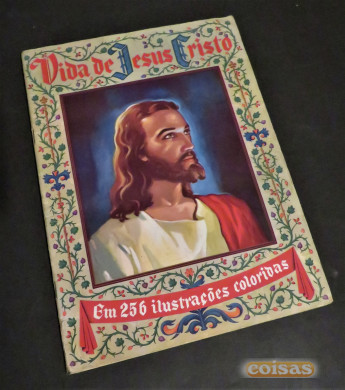 Vida de Jesus Cristo
Em 256 ilustrações coloridas
coisas